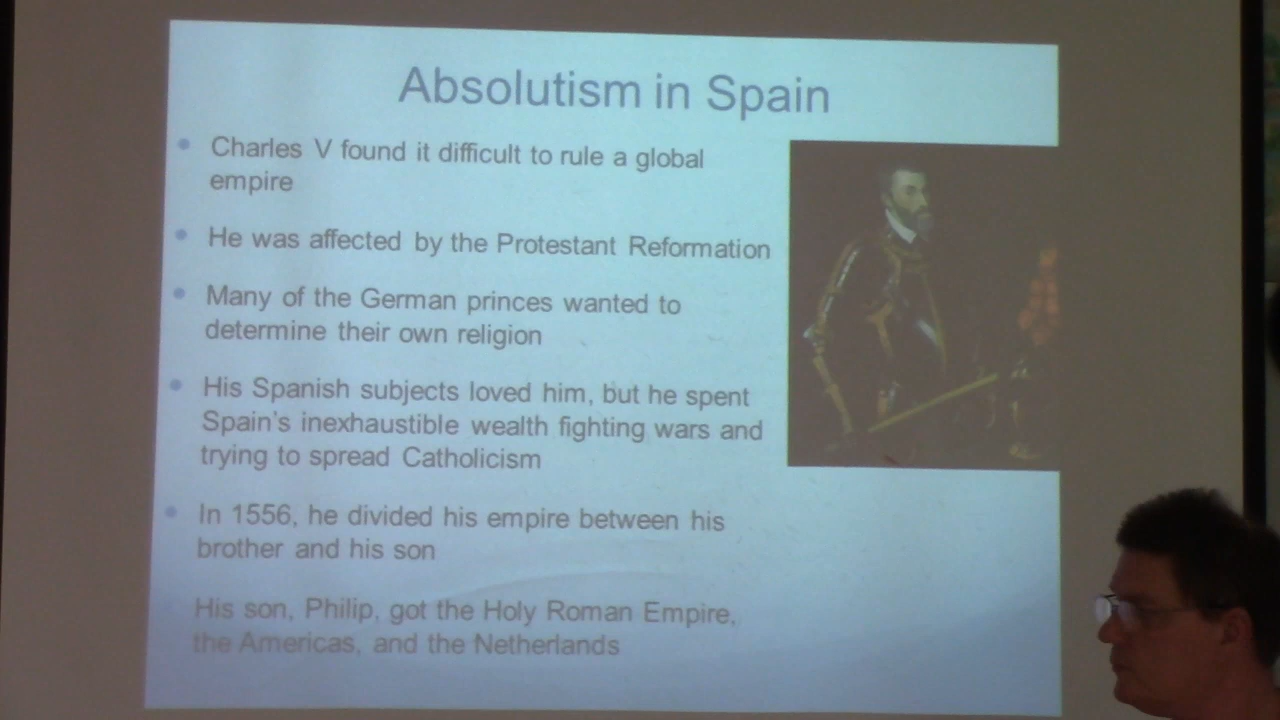 Absolutism in Spain
Charles V found it difficult to rule a global
empire
He was affected by the Protestant Reformation
Many of the German princes wanted to
determine their own religion
His Spanish subjects loved him, but he spent
Spain's inexhaustible wealth fighting wars and
trying to spread Catholicism
In 1556, he divided his empire between his
brother and his son
His son, Philip, got the Holy Roman Empire,
the Americas, and the Netherlands